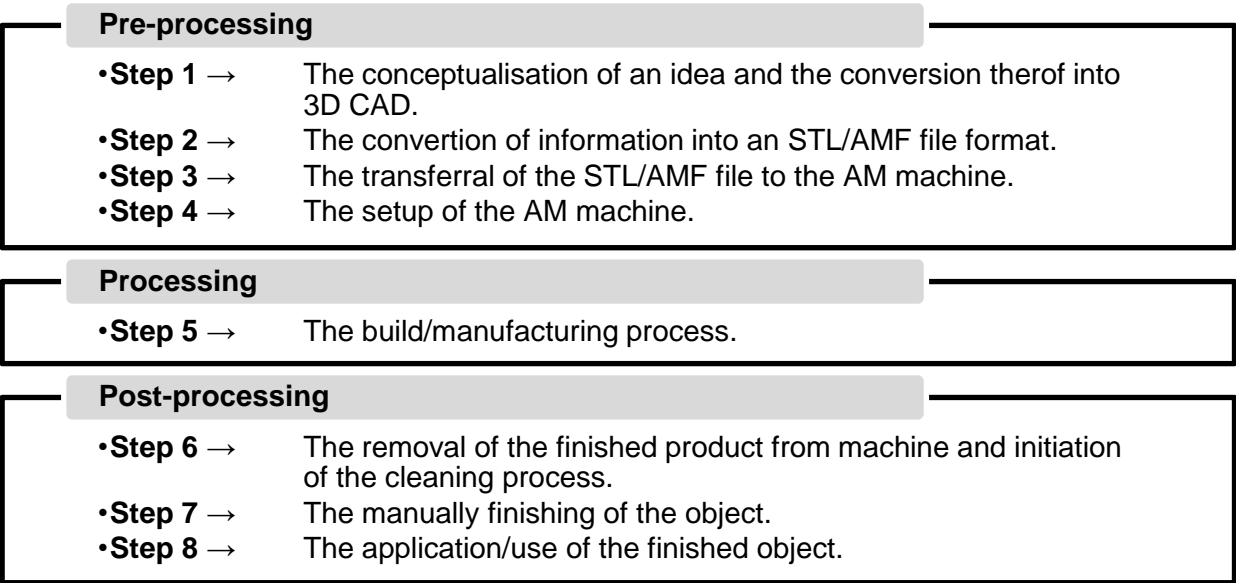 Pre-processing
•Step 1 → The conceptualisation of an idea and the conversion therof into
3D CAD.
•Step 2 → The convertion of information into an STL/AMF file format.
•Step 3 → The transferral of the STL/AMF file to the AM machine.
•Step 4 → The setup of the AM machine.
Processing
•Step 5 → The build/manufacturing process.
Post-processing
•Step 6 → The removal of the finished product from machine and initiation
of the cleaning process.
•Step 7 → The manually finishing of the object.
•Step 8 → The application/use of the finished object.